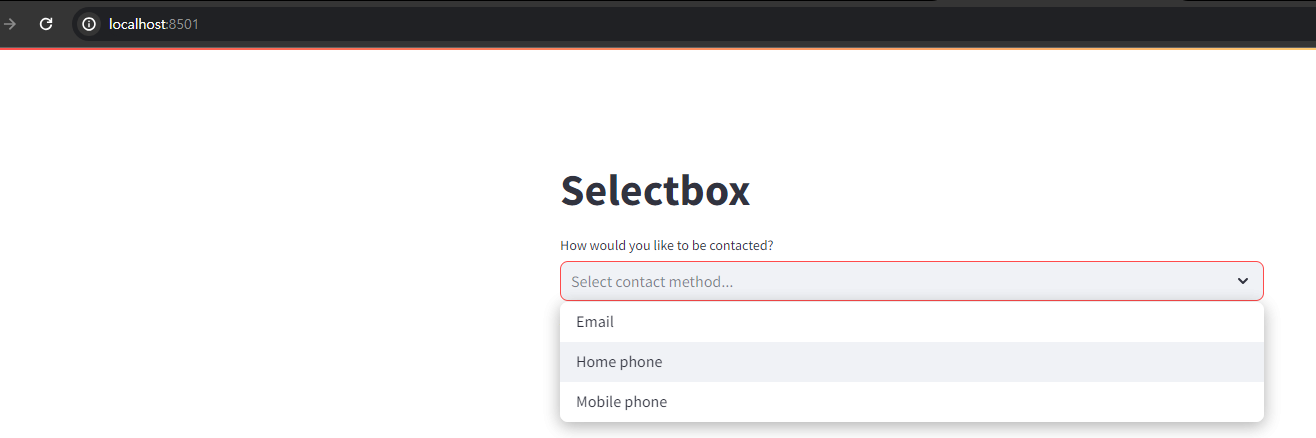 localhost:8501
Selectbox
How would you like to be contacted?
Select contact method...
Email
Home phone
Mobile phone